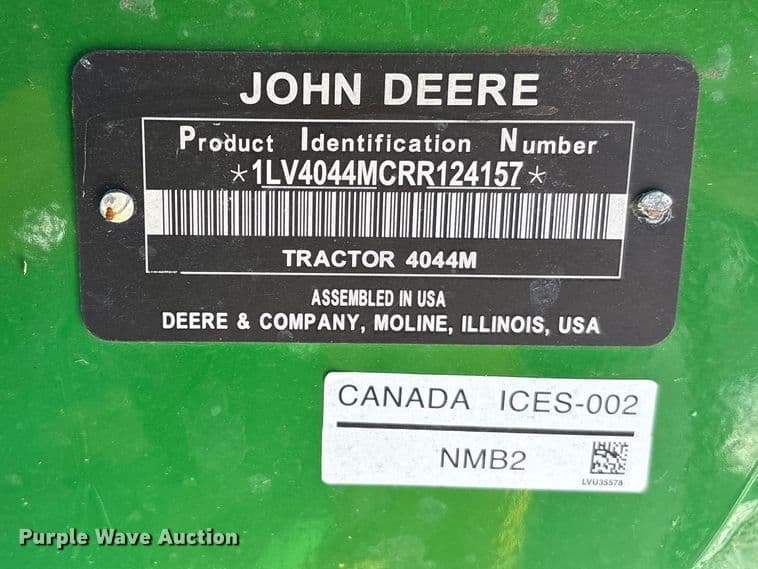 JOHN DEERE
Product Identification Number
*1LV4044MCRR124157*
TRACTOR 4044M
ASSEMBLED IN USA
DEERE & COMPANY, MOLINE, ILLINOIS, USA
CANADA ICES-002
NMB2
LVU35578
Purple Wave Auction